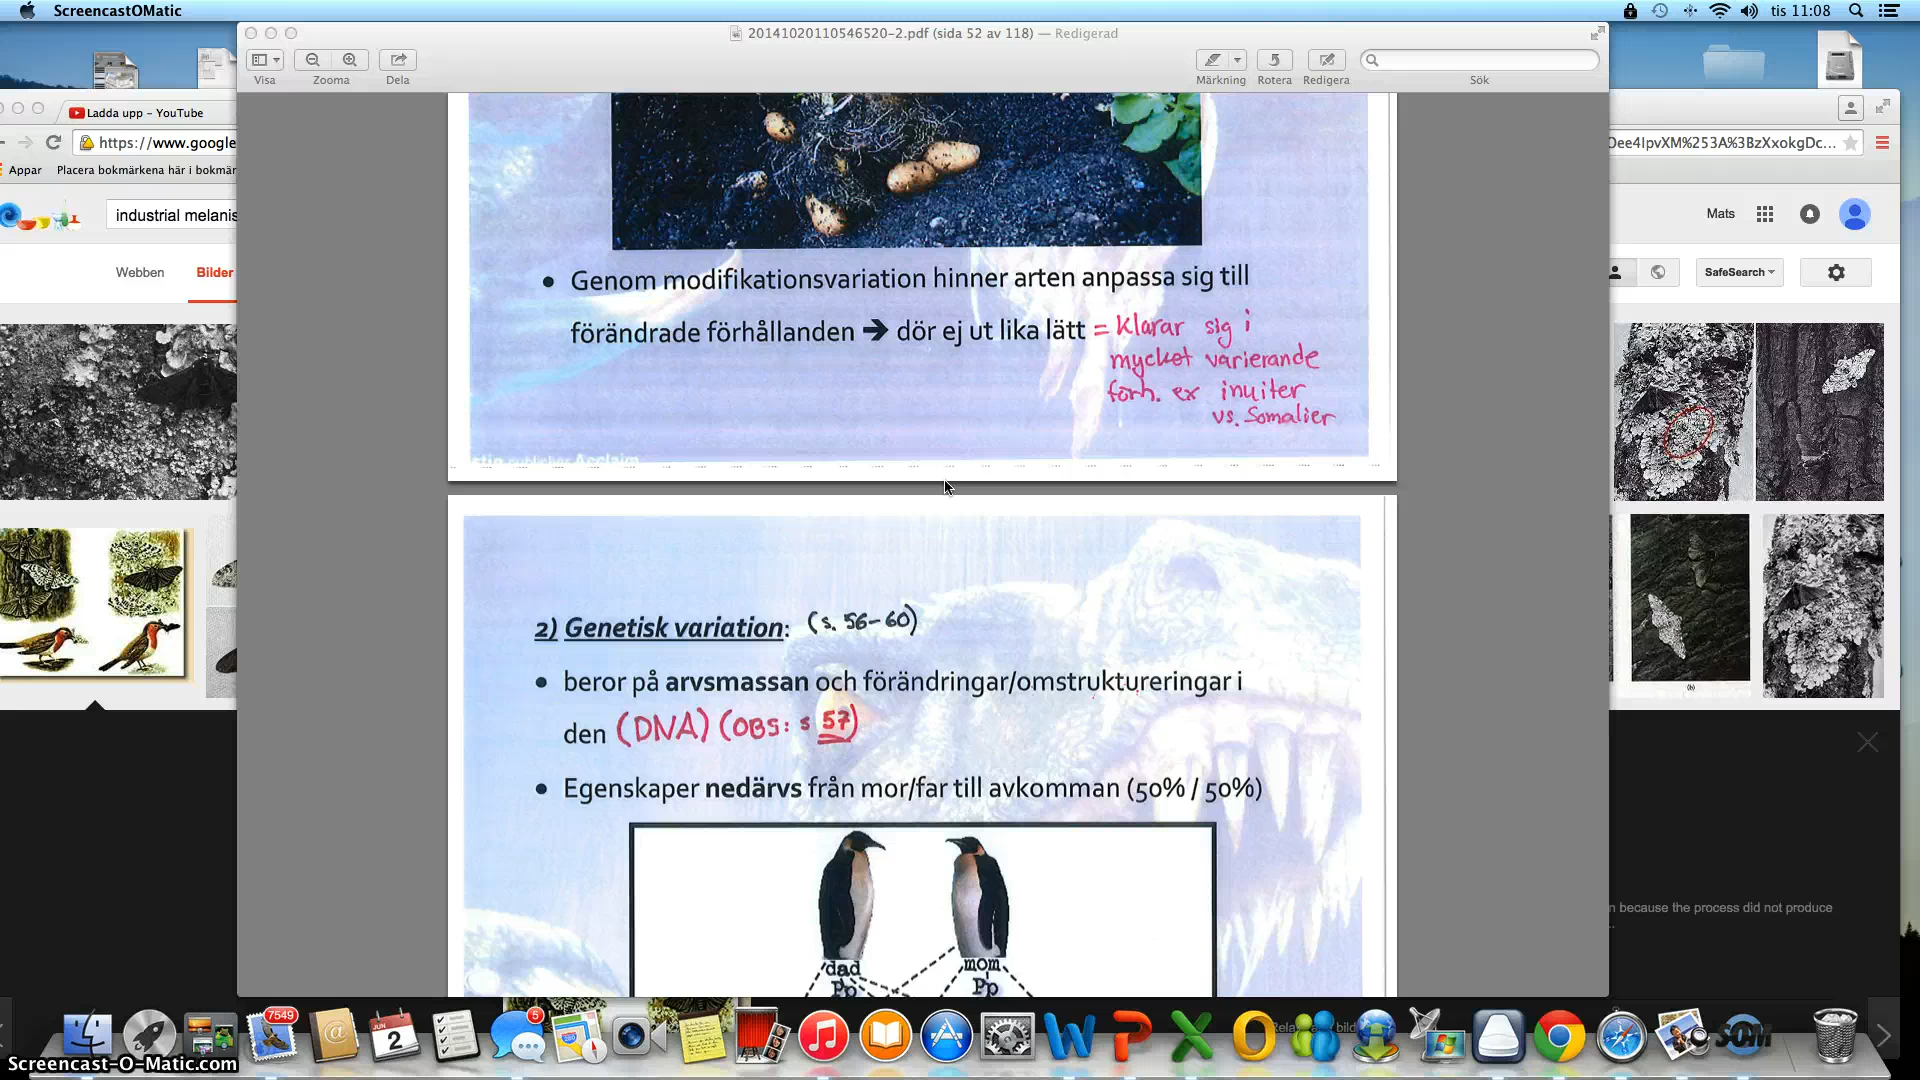 ScreencastOMatic
tis 11:08
20141020110546520-2.pdf (sida 52 av 118) — Redigerad
Visa
Zooma
Dela
Märkning
Rotera
Redigera
Sök
Ladda upp – YouTube
https://www.google
Oee4IpvXM%253A%3BzXxokgDc...
Appar
Placera bokmärkena här i bokmär
industrial melanis
Mats
Webben
Bilder
SafeSearch
• Genom modifikationsvariation hinner arten anpassa sig till
förändrade förhållanden → dör ej ut lika lätt = klarar sig i
mycket varierande
förh. ex inuiter
vs. Somalier
2) Genetisk variation: (s. 56-60)
• beror på arvsmassan och förändringar/omstruktureringar i
den (DNA) (OBS: s 57)
• Egenskaper nedärvs från mor/far till avkomman (50% / 50%)
dad
mom
Pp
Pp
(b)
n because the process did not produce
7549
JUN
2
5
SOM
Screencast-O-Matic.com